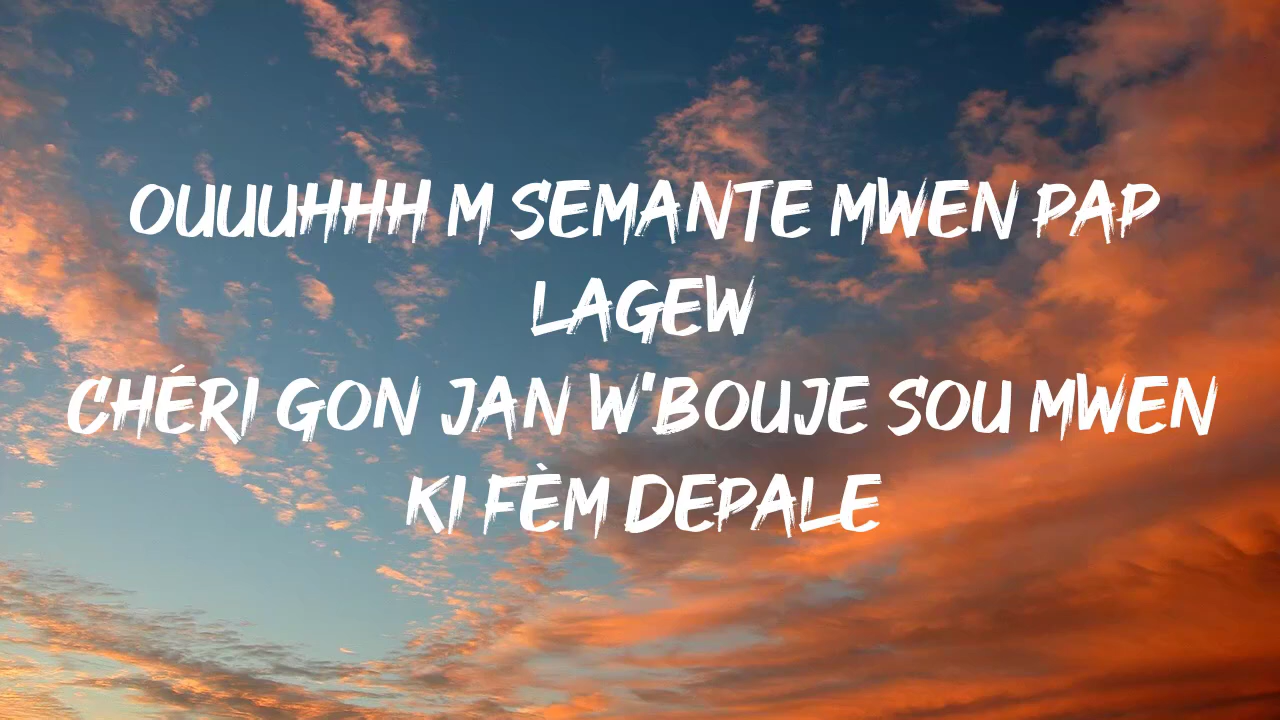 OUUUHHH M SEMANTE MWEN PAP
LAGEW
CHÉRI GON JAN W'BOUJE SOU MWEN
KI FÈM DEPALE